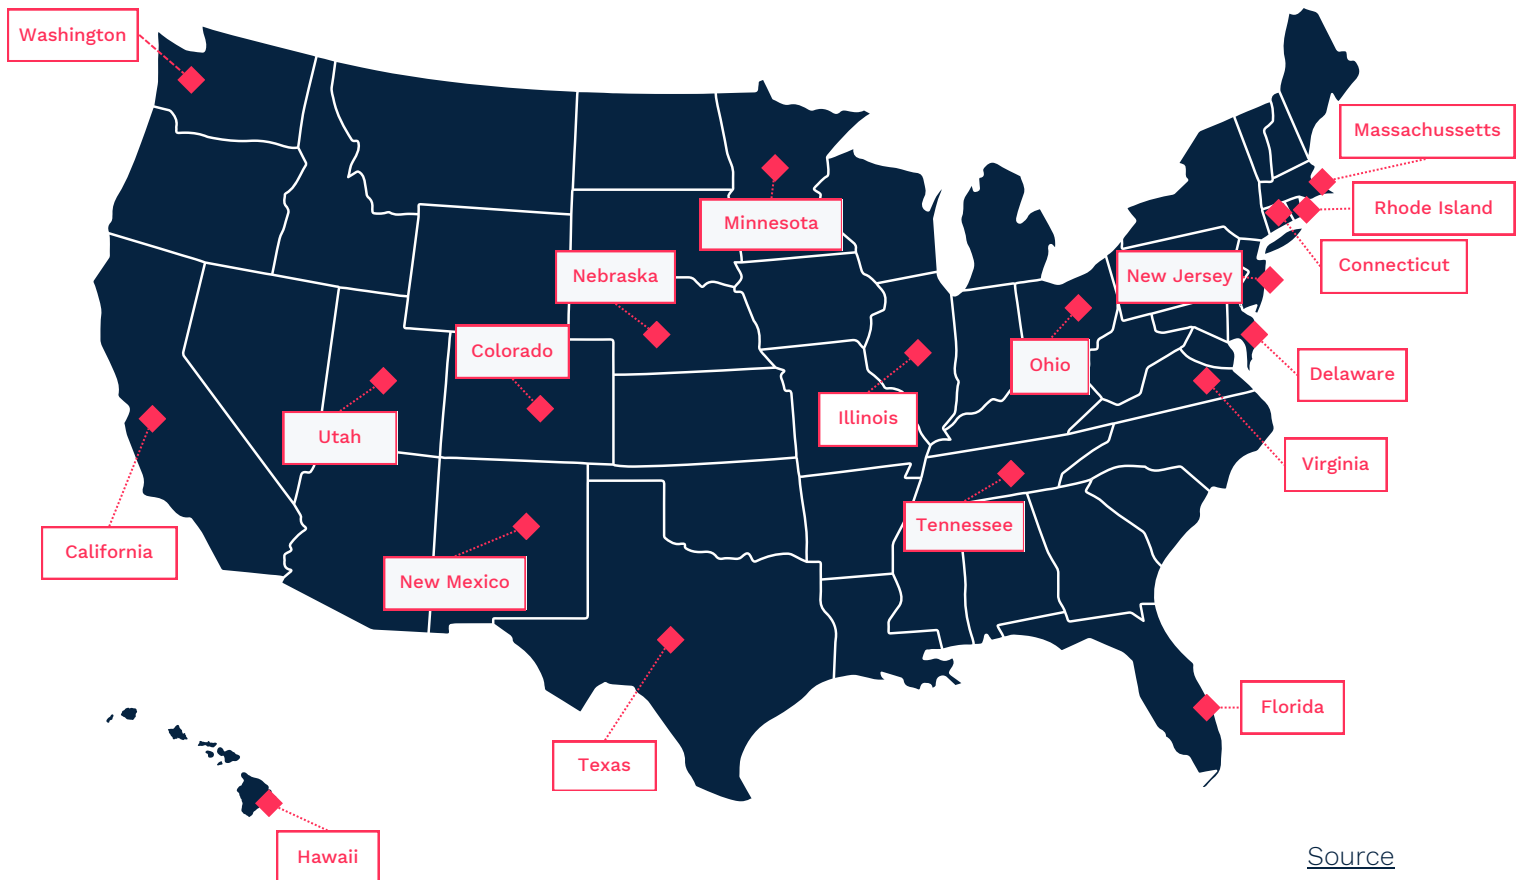 Washington
Massachussetts
Rhode Island
Minnesota
Connecticut
Nebraska
New Jersey
Colorado
Ohio
Delaware
Illinois
Utah
Virginia
Tennessee
California
New Mexico
Florida
Texas
Hawaii
Source